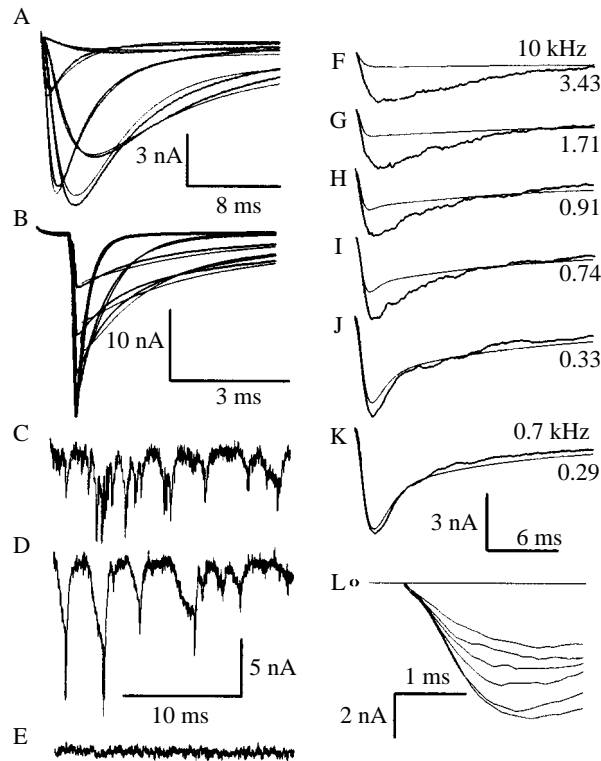 A
3 nA
8 ms
B
10 nA
3 ms
C
D
5 nA
10 ms
E
10 kHz
F
3.43
G
1.71
H
0.91
I
0.74
J
0.33
K
0.7 kHz
0.29
3 nA
6 ms
L o
1 ms
2 nA